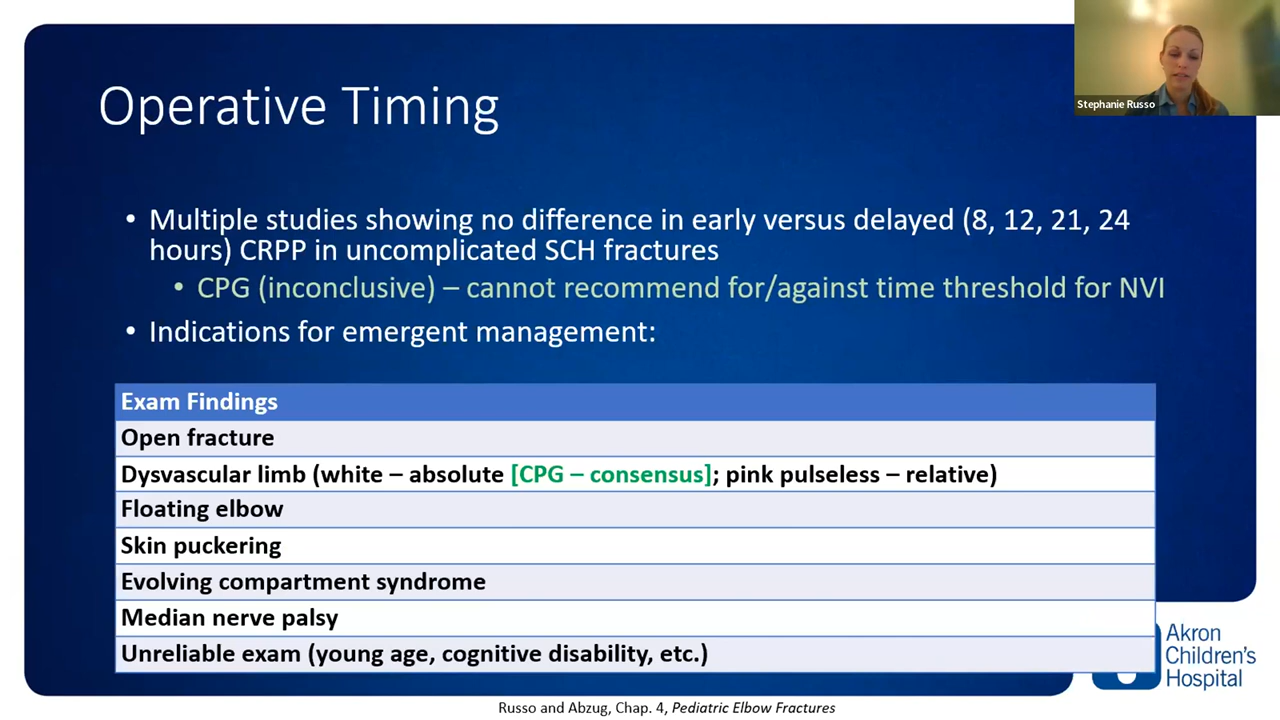 Operative Timing
Stephanie Russo
• Multiple studies showing no difference in early versus delayed (8, 12, 21, 24
hours) CRPP in uncomplicated SCH fractures
• CPG (inconclusive) – cannot recommend for/against time threshold for NVI
• Indications for emergent management:
Exam Findings
Open fracture
Dysvascular limb (white – absolute [CPG – consensus]; pink pulseless – relative)
Floating elbow
Skin puckering
Evolving compartment syndrome
Median nerve palsy
Unreliable exam (young age, cognitive disability, etc.)
Akron
Children's
Hospital
Russo and Abzug, Chap. 4, Pediatric Elbow Fractures